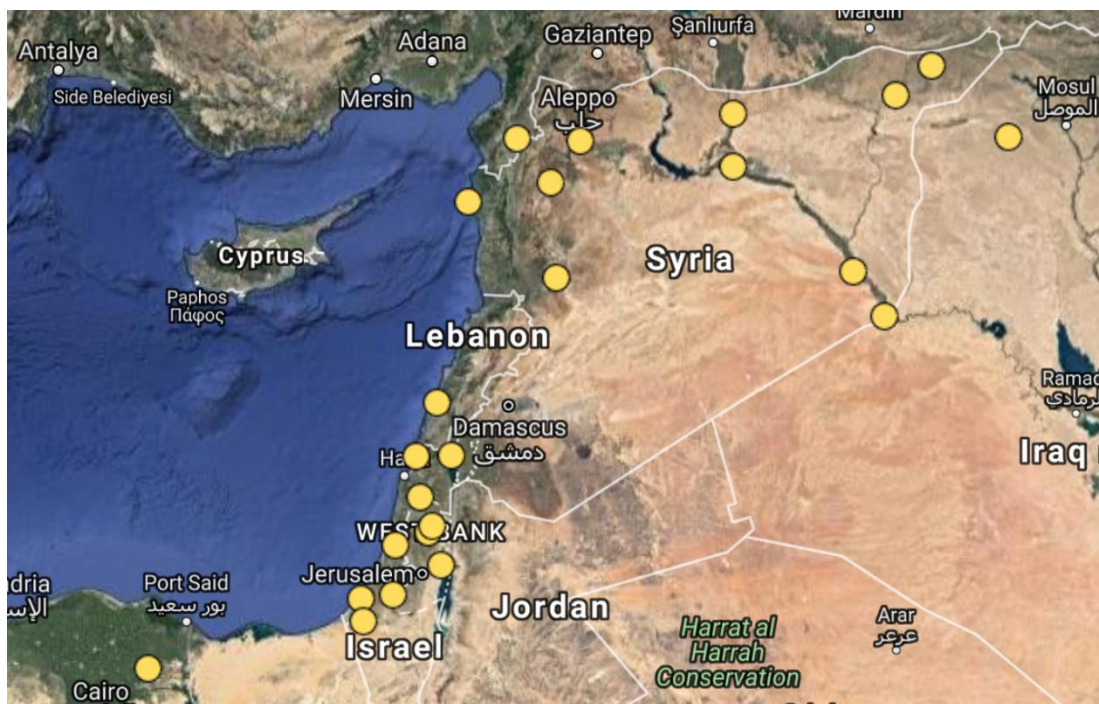 Mardin
Şanlıurfa
Gaziantep
Adana
Antalya
Side Belediyesi
Mersin
Aleppo
حلب
Mosul
الموصل
Cyprus
Syria
Paphos
Πάφος
Lebanon
Damascus
دمشق
Iraq
WEST BANK
Jerusalem
Port Said
بور سعيد
Jordan
Israel
Harrat al
Harrah
Conservation
Arar
عرعر
Cairo